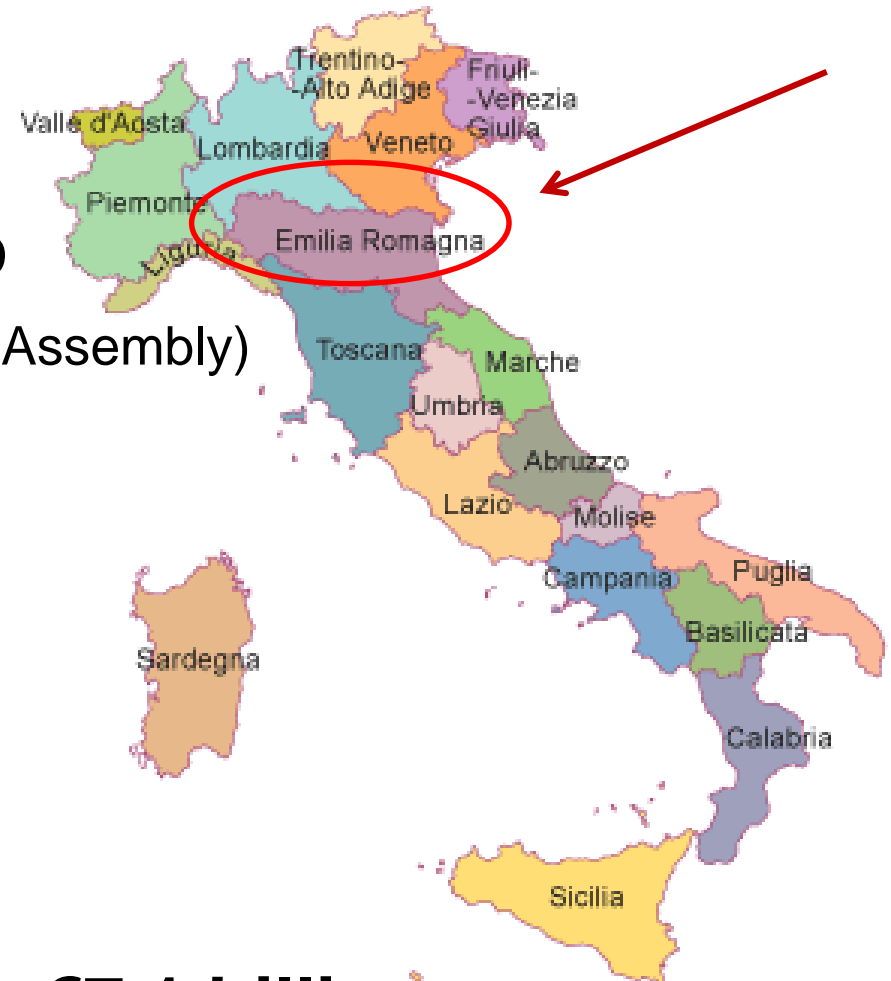 Trentino-
-Alto Adige
Friuli-
-Venezia
Giulia
Valle d'Aosta
Lombardia
Veneto
Piemonte
Emilia Romagna
Liguria
Assembly)
Toscana
Marche
Umbria
Abruzzo
Lazio
Molise
Campania
Puglia
Basilicata
Sardegna
Calabria
Sicilia